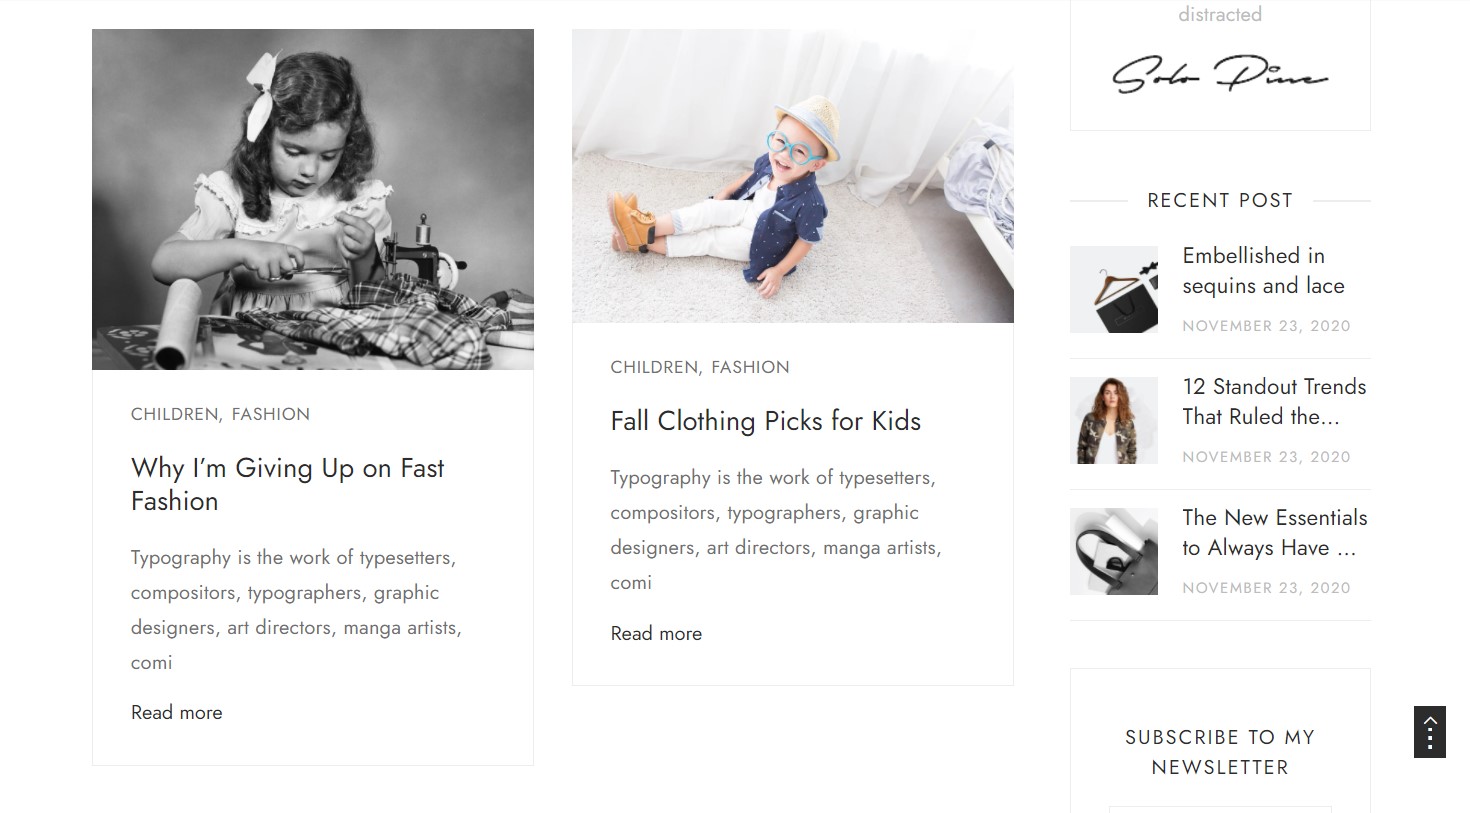 CHILDREN, FASHION
Why I’m Giving Up on Fast
Fashion
Typography is the work of typesetters,
compositors, typographers, graphic
designers, art directors, manga artists,
comi
Read more
CHILDREN, FASHION
Fall Clothing Picks for Kids
Typography is the work of typesetters,
compositors, typographers, graphic
designers, art directors, manga artists,
comi
Read more
distracted
Solo Pine
RECENT POST
Embellished in
sequins and lace
NOVEMBER 23, 2020
12 Standout Trends
That Ruled the...
NOVEMBER 23, 2020
The New Essentials
to Always Have ...
NOVEMBER 23, 2020
SUBSCRIBE TO MY
NEWSLETTER